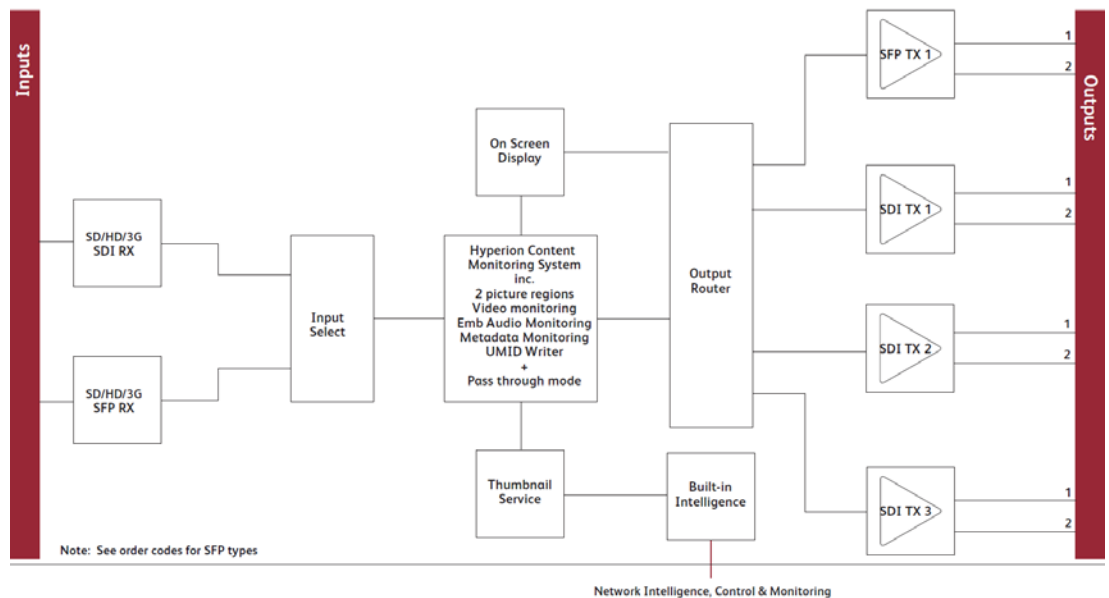 Inputs
SD/HD/3G
SDI RX
SD/HD/3G
SFP RX
Input
Select
On Screen
Display
Hyperion Content
Monitoring System
inc.
2 picture regions
Video monitoring
Emb Audio Monitoring
Metadata Monitoring
UMID Writer
+
Pass through mode
Thumbnail
Service
Built-in
Intelligence
Output
Router
SFP TX 1
1
2
SDI TX 1
1
2
SDI TX 2
1
2
SDI TX 3
1
2
Outputs
Note: See order codes for SFP types
Network Intelligence, Control & Monitoring